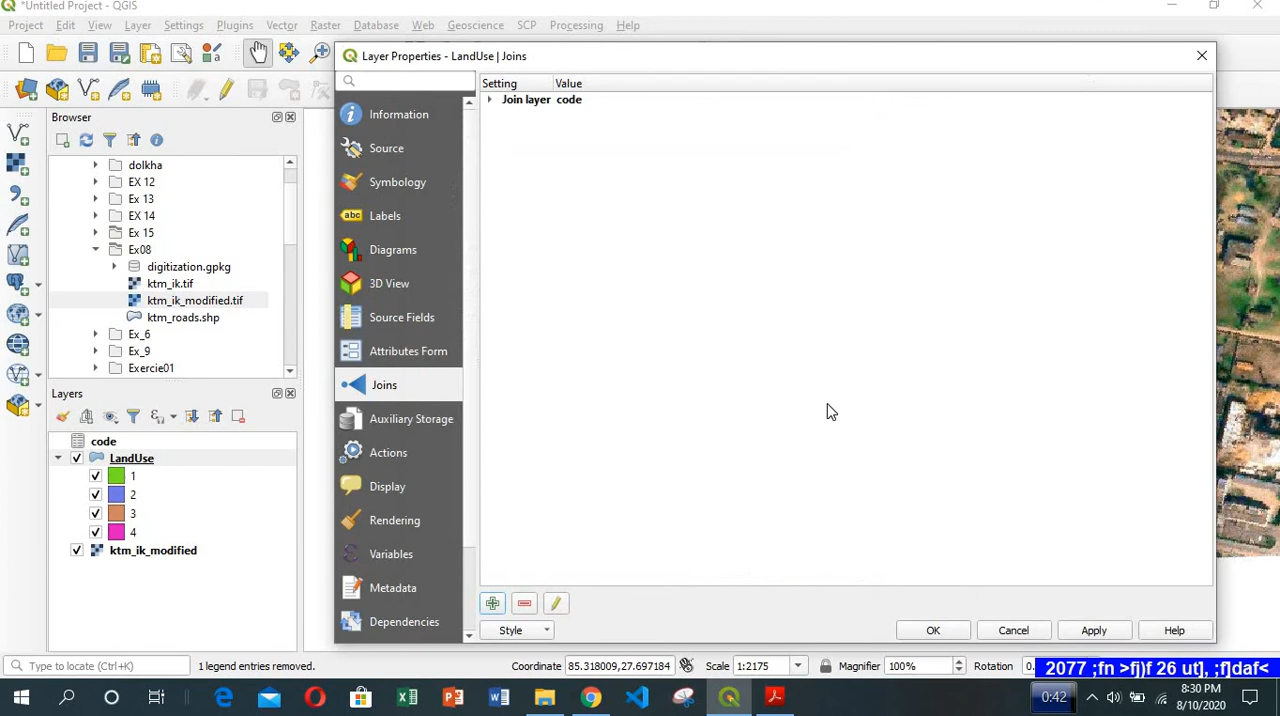 *Untitled Project — QGIS
Project Edit View Layer Settings Plugins Vector Raster Database Web Geoscience SCP Processing Help
Layer Properties - LandUse | Joins
Browser
dolkha
EX 12
EX 13
EX 14
Ex 15
Ex08
digitization.gpkg
ktm_ik.tif
ktm_ik_modified.tif
ktm_roads.shp
Ex_6
Ex_9
Exercie01
Layers
code
LandUse
1
2
3
4
ktm_ik_modified
Information
Source
Symbology
abc Labels
Diagrams
3D View
Source Fields
Attributes Form
Joins
Auxiliary Storage
Actions
Display
Rendering
Variables
Metadata
Dependencies
Setting Value
Join layer code
Style OK Cancel Apply Help
Type to locate (Ctrl+K) 1 legend entries removed. Coordinate 85.318009,27.697184 Scale 1:2175 Magnifier 100% Rotation 0.
2077 ;fn >fj)f 26 ut], ;f]daf<
0:42
8:30 PM
8/10/2020